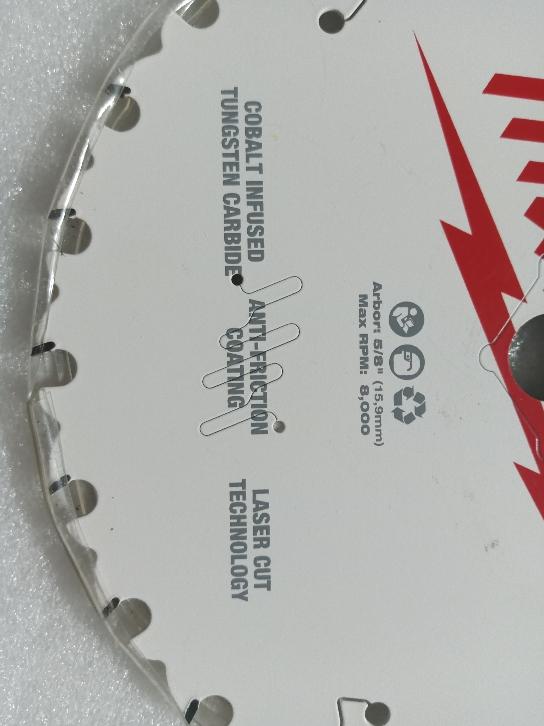 COBALT INFUSED
TUNGSTEN CARBIDE
ANTI-FRICTION
COATING
LASER CUT
TECHNOLOGY
Arbor: 5/8" (15,9mm)
Max RPM: 8,000